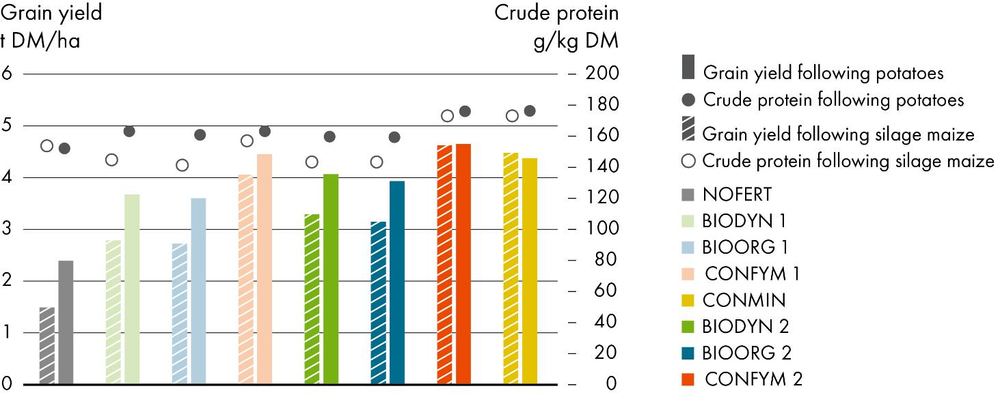 Grain yield
t DM/ha
Crude protein
g/kg DM
6
5
4
3
2
1
0
200
180
160
140
120
100
80
60
40
20
0
Grain yield following potatoes
Crude protein following potatoes
Grain yield following silage maize
Crude protein following silage maize
NOFERT
BIODYN 1
BIOORG 1
CONFYM 1
CONMIN
BIODYN 2
BIOORG 2
CONFYM 2